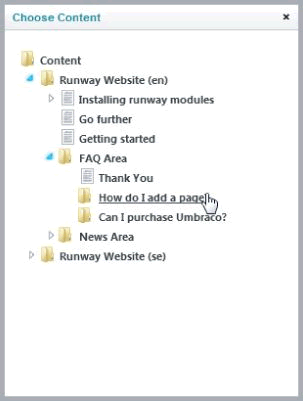 Choose Content
Content
Runway Website (en)
Installing runway modules
Go further
Getting started
FAQ Area
Thank You
How do I add a page
Can I purchase Umbraco?
News Area
Runway Website (se)